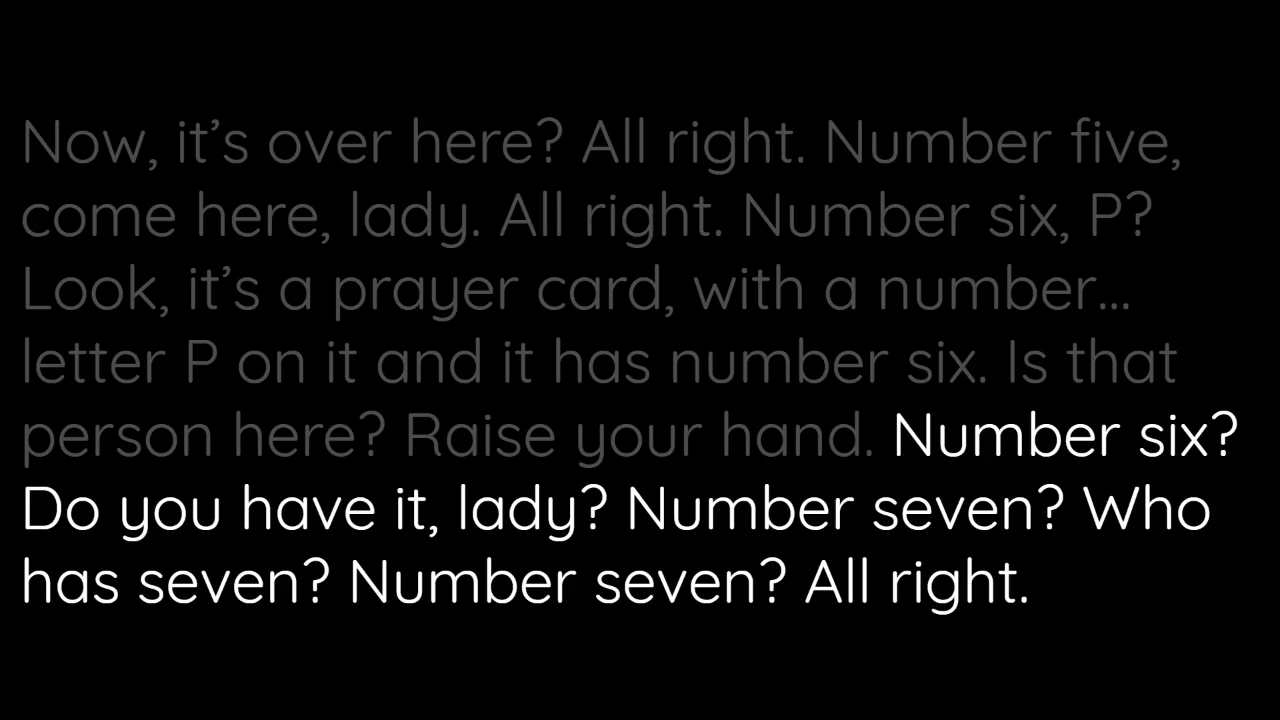 Now, it’s over here? All right. Number five,
come here, lady. All right. Number six, P?
Look, it’s a prayer card, with a number...
letter P on it and it has number six. Is that
person here? Raise your hand. Number six?
Do you have it, lady? Number seven? Who
has seven? Number seven? All right.